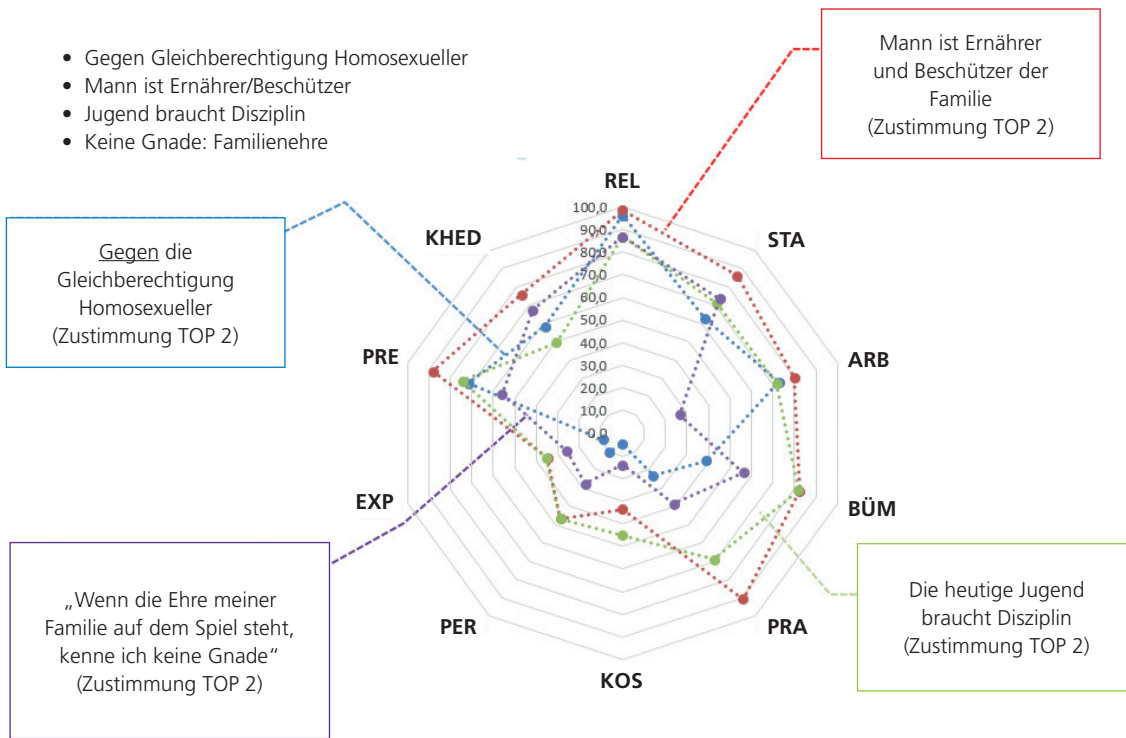 • Gegen Gleichberechtigung Homosexueller
• Mann ist Ernährer/Beschützer
• Jugend braucht Disziplin
• Keine Gnade: Familienehre
Mann ist Ernährer
und Beschützer der
Familie
(Zustimmung TOP 2)
Gegen die
Gleichberechtigung
Homosexueller
(Zustimmung TOP 2)
REL
STA
ARB
BÜM
PRA
KOS
PER
EXP
PRE
KHED
100,0
90,0
80,0
70,0
60,0
50,0
40,0
30,0
20,0
10,0
0,0
„Wenn die Ehre meiner
Familie auf dem Spiel steht,
kenne ich keine Gnade“
(Zustimmung TOP 2)
Die heutige Jugend
braucht Disziplin
(Zustimmung TOP 2)